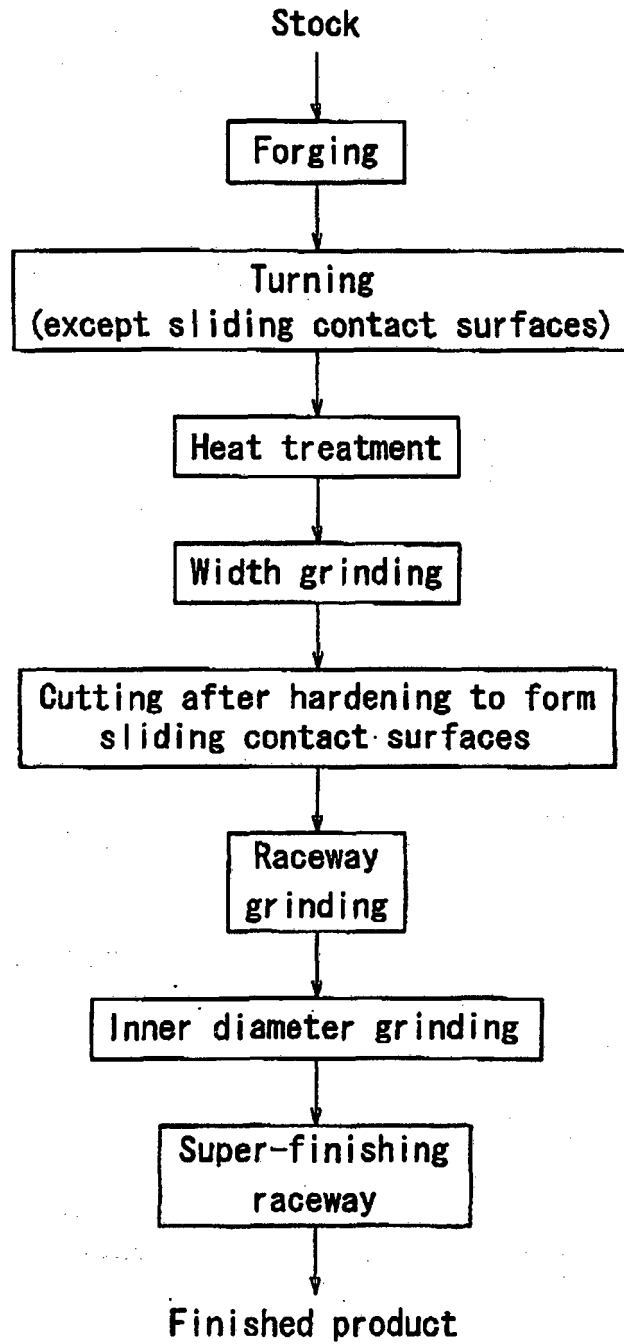 Stock
Forging
Turning
(except sliding contact surfaces)
Heat treatment
Width grinding
Cutting after hardening to form
sliding contact surfaces
Raceway
grinding
Inner diameter grinding
Super-finishing
raceway
Finished product